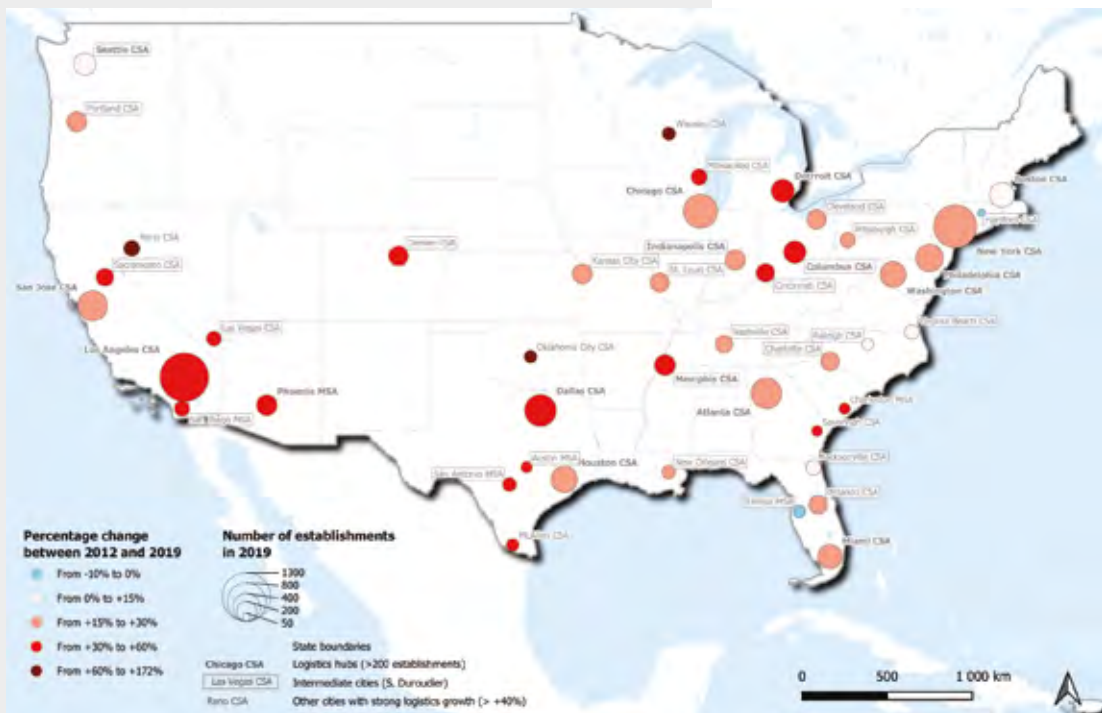 Seattle CSA
Portland CSA
Wausau CSA
Milwaukee CSA
Detroit CSA
Boston CSA
Chicago CSA
Cleveland CSA
Pittsburgh CSA
Hartford CSA
Reno CSA
Denver CSA
Indianapolis CSA
New York CSA
Sacramento CSA
Kansas City CSA
St. Louis CSA
Columbus CSA
Philadelphia CSA
San Jose CSA
Cincinnati CSA
Washington CSA
Las Vegas CSA
Virginia Beach CSA
Los Angeles CSA
Oklahoma City CSA
Nashville CSA
Raleigh CSA
Charlotte CSA
Phoenix MSA
Dallas CSA
Memphis CSA
San Diego MSA
Atlanta CSA
Charleston MSA
Savannah CSA
Austin MSA
Houston CSA
New Orleans CSA
Jacksonville CSA
San Antonio MSA
Orlando CSA
MSA
McAllen CSA
Miami CSA
Percentage change
between 2012 and 2019
From -10% to 0%
From 0% to +15%
From +15% to +30%
From +30% to +60%
From +60% to +172%
Number of establishments
in 2019
1300
800
400
200
50
State boundaries
Chicago CSA Logistics hubs (>200 establishments)
Las Vegas CSA Intermediate cities (S. Duroudier)
Reno CSA Other cities with strong logistics growth (> +40%)
0 500 1 000 km